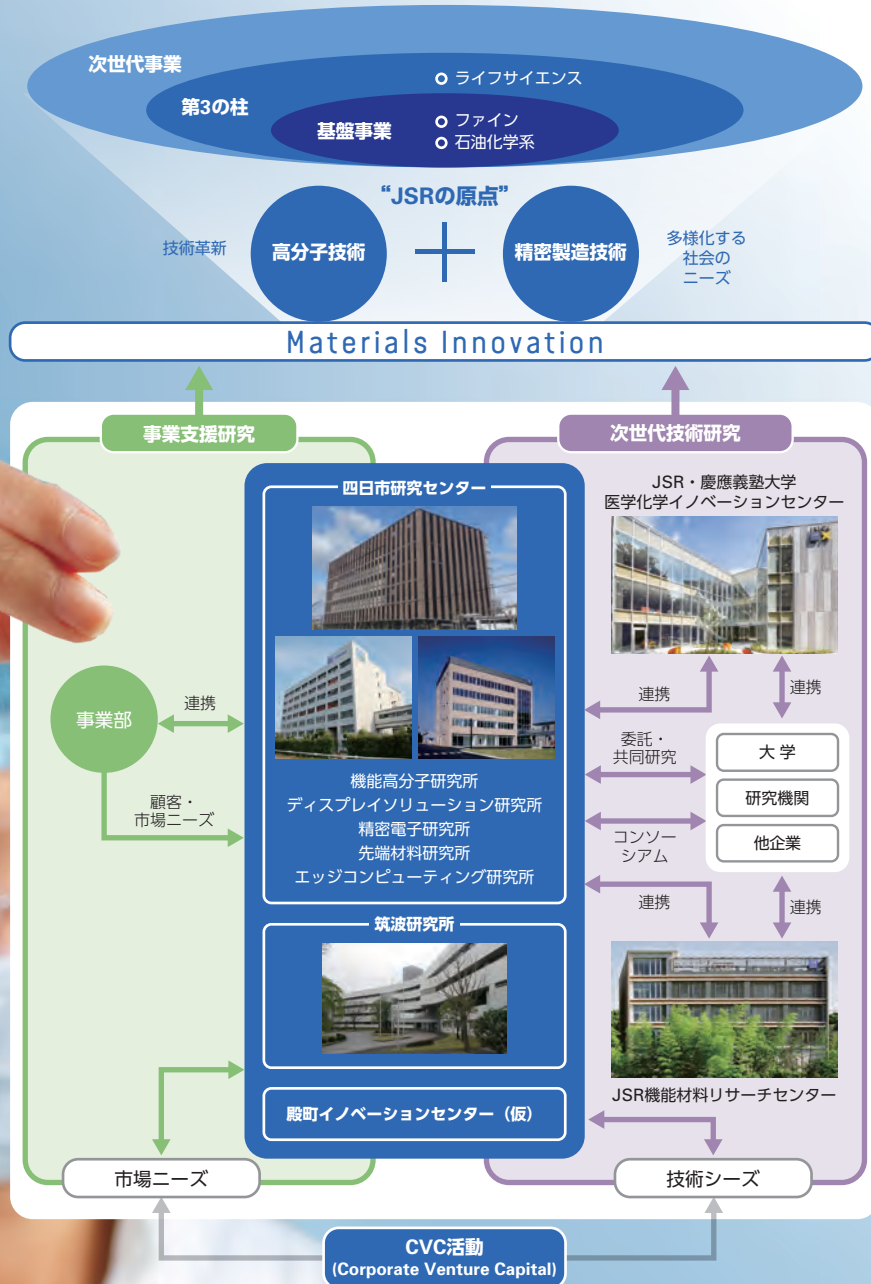 次世代事業
ライフサイエンス
第3の柱
基盤事業
ファイン
石油化学系
“JSRの原点”
技術革新
高分子技術
精密製造技術
多様化する
社会の
ニーズ
Materials Innovation
事業支援研究
次世代技術研究
四日市研究センター
JSR・慶應義塾大学
医学化学イノベーションセンター
事業部
連携
顧客・
市場ニーズ
機能高分子研究所
ディスプレイソリューション研究所
精密電子研究所
先端材料研究所
エッジコンピューティング研究所
連携
連携
委託・
共同研究
大 学
研究機関
他企業
コンソー
シアム
連携
連携
筑波研究所
JSR機能材料リサーチセンター
殿町イノベーションセンター（仮）
市場ニーズ
技術シーズ
CVC活動
(Corporate Venture Capital)